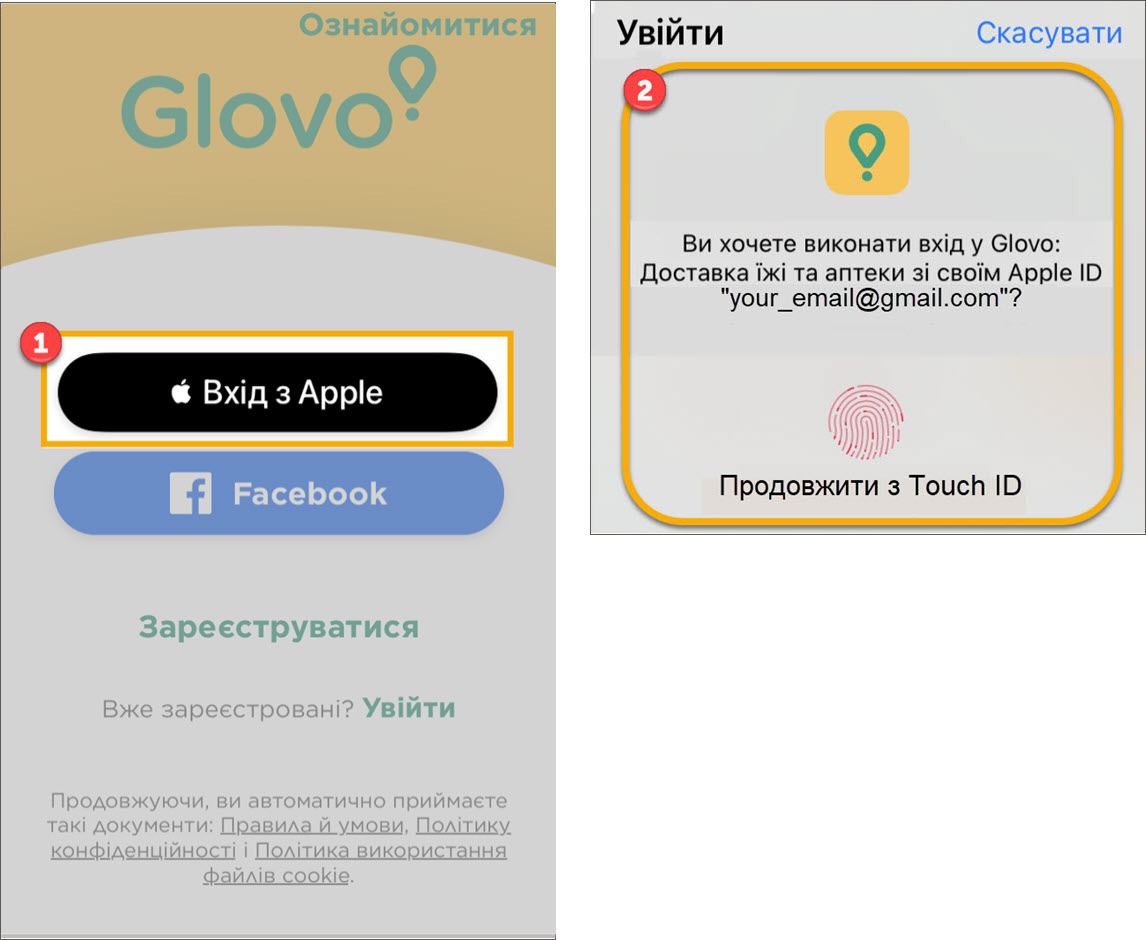 Ознайомитися
Glovo
1
Вхід з Apple
Facebook
Зареєструватися
Вже зареєстровані? Увійти
Продовжуючи, ви автоматично приймаєте
такі документи: Правила й умови, Політику
конфіденційності і Політика використання
файлів cookie.
Увійти
Скасувати
2
Ви хочете виконати вхід у Glovo:
Доставка їжі та аптеки зі своїм Apple ID
"your_email@gmail.com"?
Продовжити з Touch ID